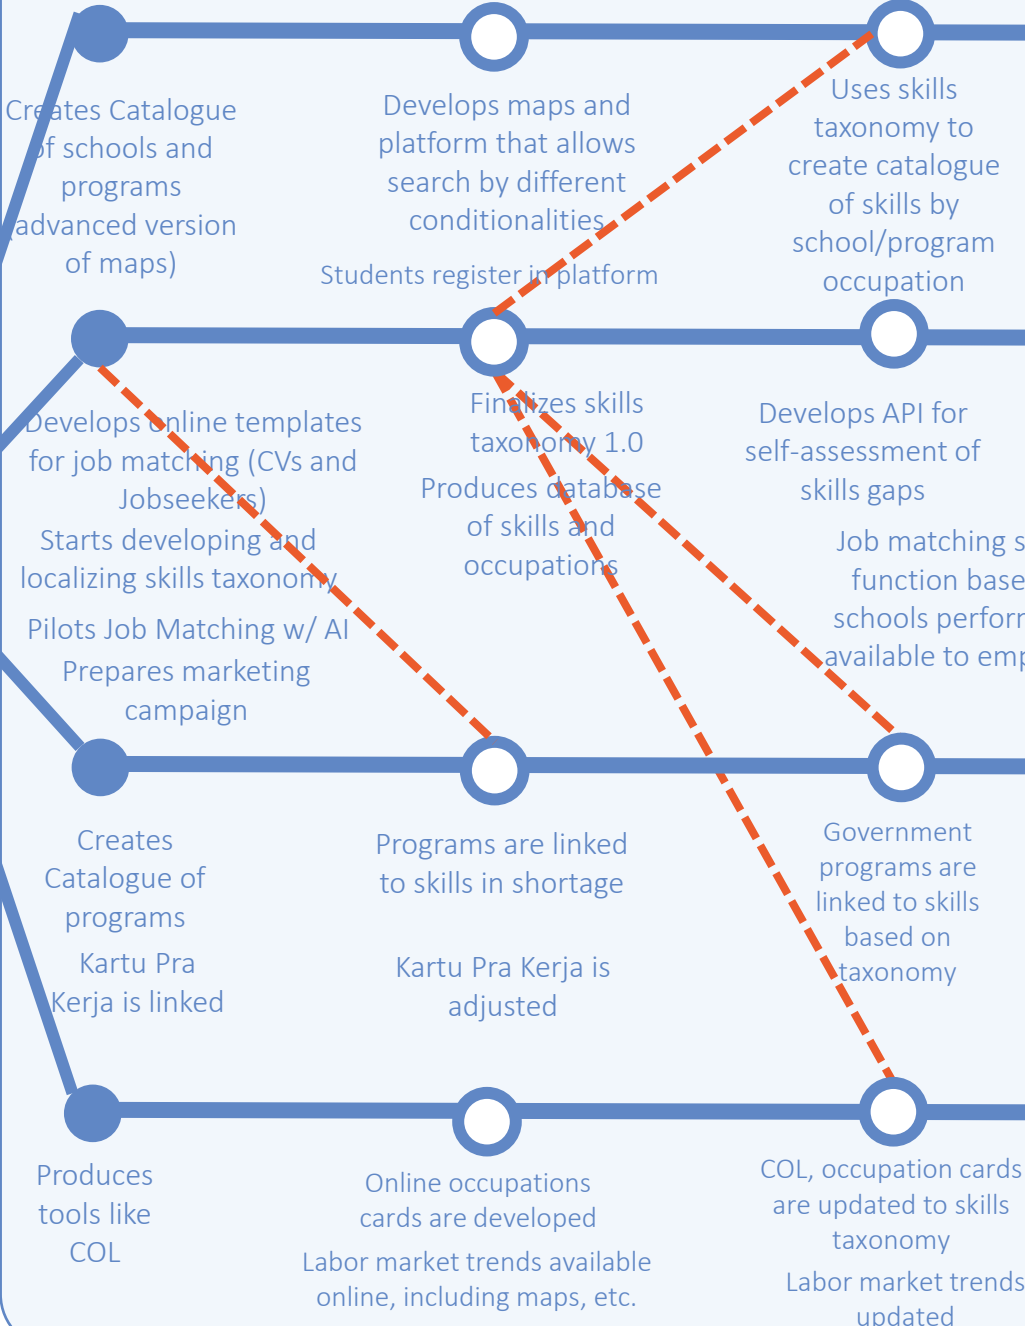 Creates Catalogue
of schools and
programs
(advanced version
of maps)
Develops maps and
platform that allows
search by different
conditionalities
Students register in platform
Uses skills
taxonomy to
create catalogue
of skills by
school/program
occupation
Develops online templates
for job matching (CVs and
Jobseekers)
Starts developing and
localizing skills taxonomy
Pilots Job Matching w/ AI
Prepares marketing
campaign
Finalizes skills
taxonomy 1.0
Produces database
of skills and
occupations
Develops API for
self-assessment of
skills gaps
Job matching
function
schools
available to
Creates
Catalogue of
programs
Kartu Pra
Kerja is linked
Programs are linked
to skills in shortage
Kartu Pra Kerja is
adjusted
Government
programs are
linked to skills
based on
taxonomy
Produces
tools like
COL
Online occupations
cards are developed
Labor market trends available
online, including maps, etc.
COL, occupation cards
are updated to skills
taxonomy
Labor market trends
updated